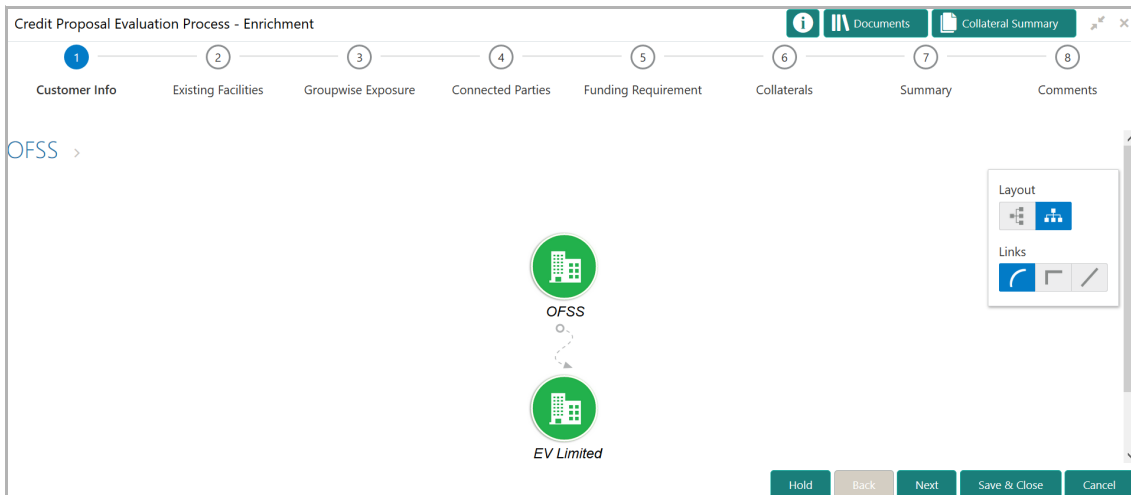 Credit Proposal Evaluation Process - Enrichment
i Documents Collateral Summary
1 2 3 4 5 6 7 8
Customer Info Existing Facilities Groupwise Exposure Connected Parties Funding Requirement Collaterals Summary Comments
OFSS >
Layout
Links
OFSS
EV Limited
Hold Back Next Save & Close Cancel